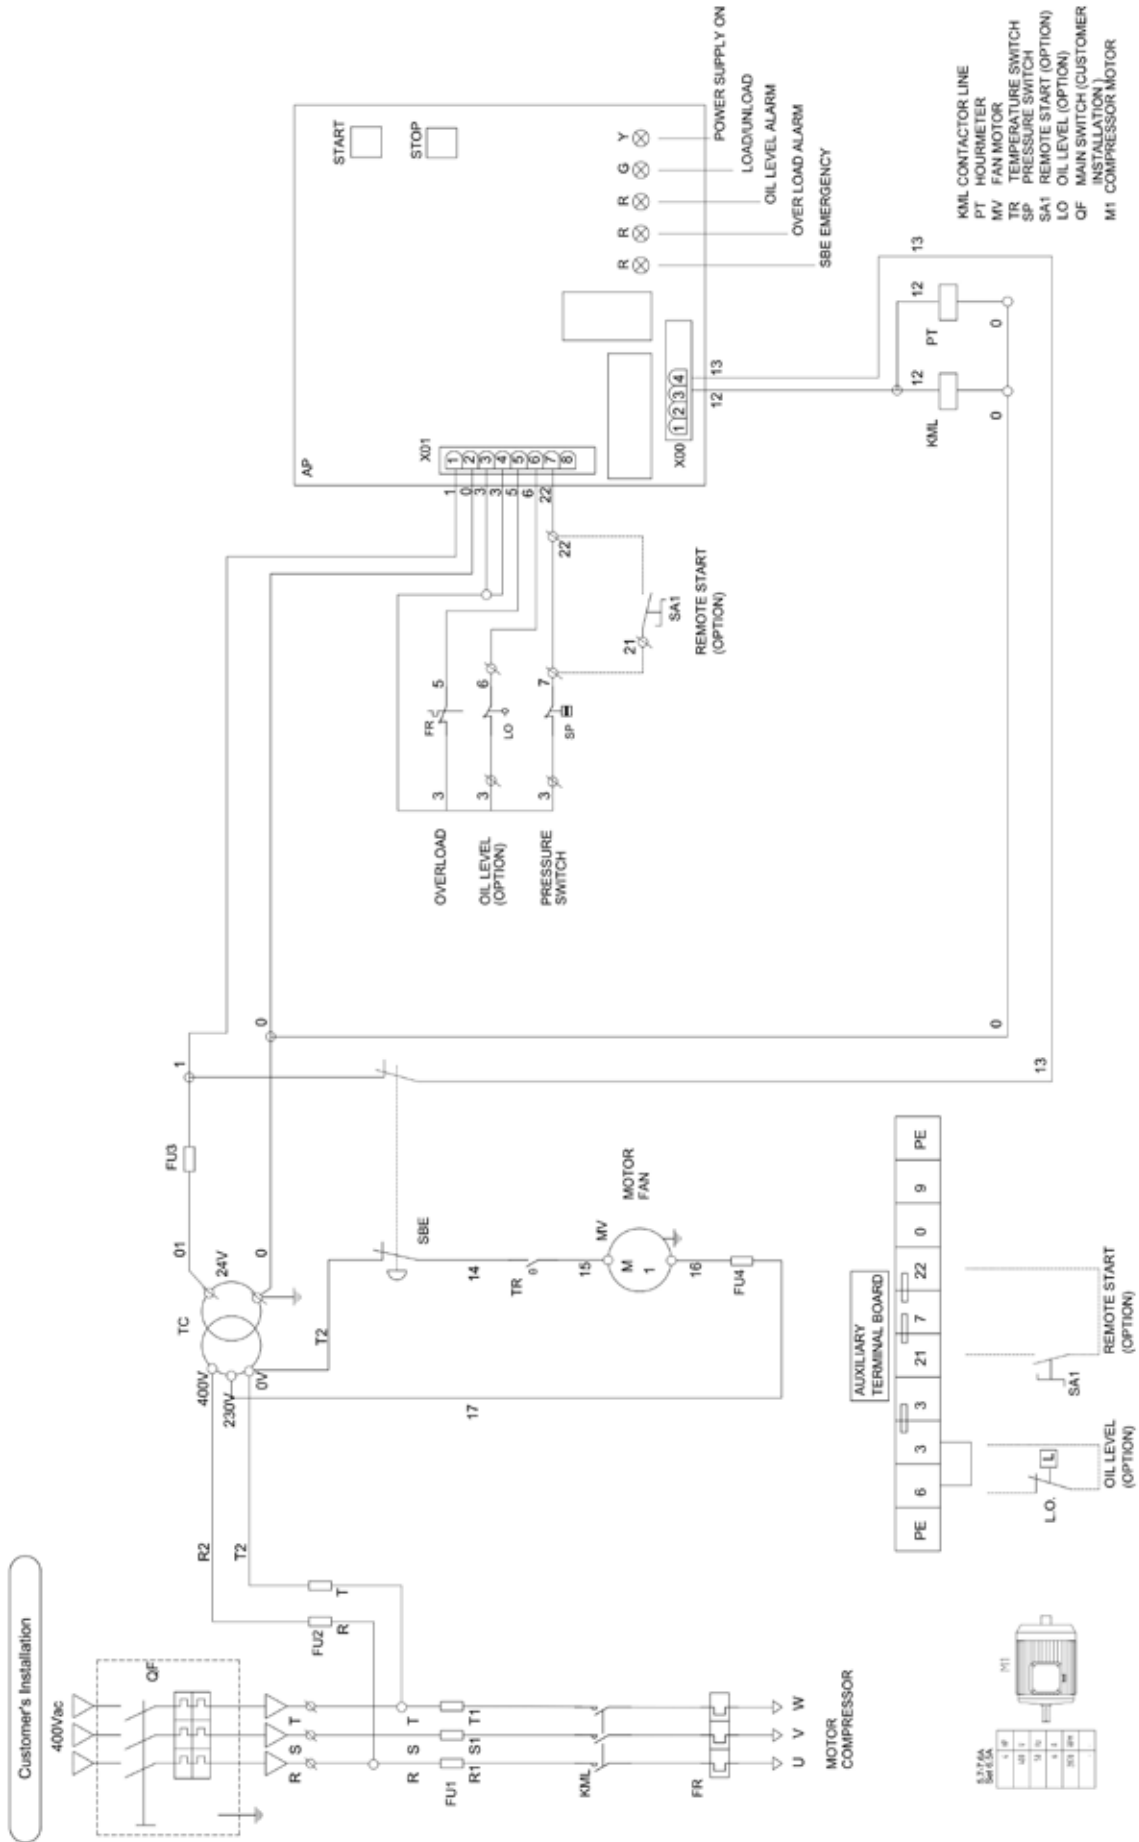 Customer's Installation
400Vac
QF
R S T
R S T
FU1
R1 S1 T1
KML
FR
U V W
MOTOR
COMPRESSOR
FU2
R
T
R2
T2
400V
230V
0V
TC
24V
01
0
FU3
1
0
T2
SBE
14
TR
θ
15
MV
M
1
MOTOR
FAN
16
FU4
17
13
0
OVERLOAD
OIL LEVEL
(OPTION)
PRESSURE
SWITCH
3
FR
5
3
LO
6
3
SP
7
22
21
SA1
REMOTE START
(OPTION)
1
0
3
3
5
6
22
AP
X01
1
2
3
4
5
6
7
8
START
STOP
X00
1 2 3 4
12
13
R R R G Y
POWER SUPPLY ON
LOAD/UNLOAD
OIL LEVEL ALARM
OVER LOAD ALARM
SBE EMERGENCY
12
KML
0
12
PT
0
13
KML CONTACTOR LINE
PT HOURMETER
MV FAN MOTOR
TR TEMPERATURE SWITCH
SP PRESSURE SWITCH
SA1 REMOTE START (OPTION)
LO OIL LEVEL (OPTION)
QF MAIN SWITCH (CUSTOMER
INSTALLATION )
M1 COMPRESSOR MOTOR
AUXILIARY
TERMINAL BOARD
PE 6 3 3 21 7 22 0 9 PE
L.O.
L
OIL LEVEL
(OPTION)
SA1
REMOTE START
(OPTION)
M1